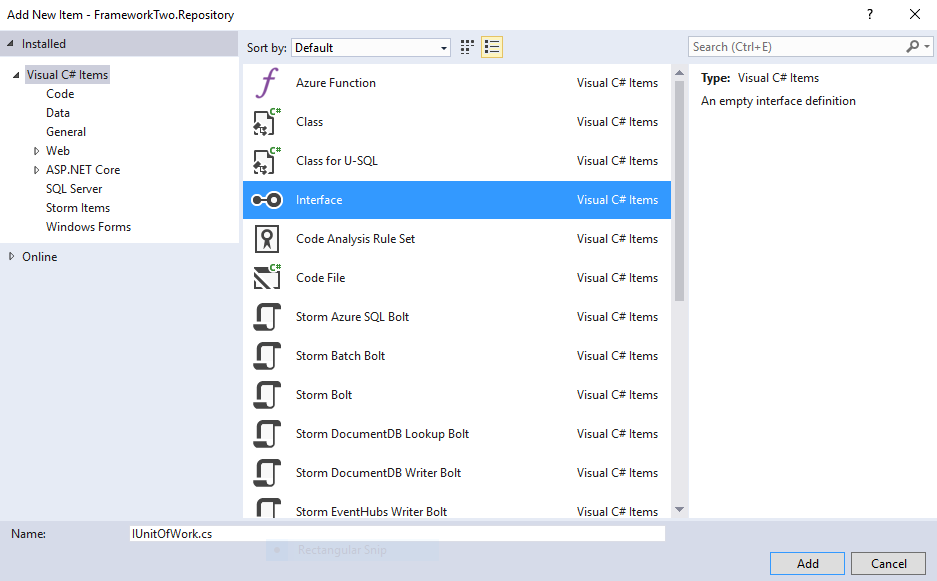 Add New Item - FrameworkTwo.Repository ?
Installed
Visual C# Items
Code
Data
General
Web
ASP.NET Core
SQL Server
Storm Items
Windows Forms
Online
Sort by: Default
Azure Function Visual C# Items
C# Class Visual C# Items
C# Class for U-SQL Visual C# Items
Interface Visual C# Items
Code Analysis Rule Set Visual C# Items
C# Code File Visual C# Items
Storm Azure SQL Bolt Visual C# Items
Storm Batch Bolt Visual C# Items
Storm Bolt Visual C# Items
Storm DocumentDB Lookup Bolt Visual C# Items
Storm DocumentDB Writer Bolt Visual C# Items
Storm EventHubs Writer Bolt Visual C# Items
Search (Ctrl+E)
Type: Visual C# Items
An empty interface definition
Name: IUnitOfWork.cs
Rectangular Snip
Add Cancel